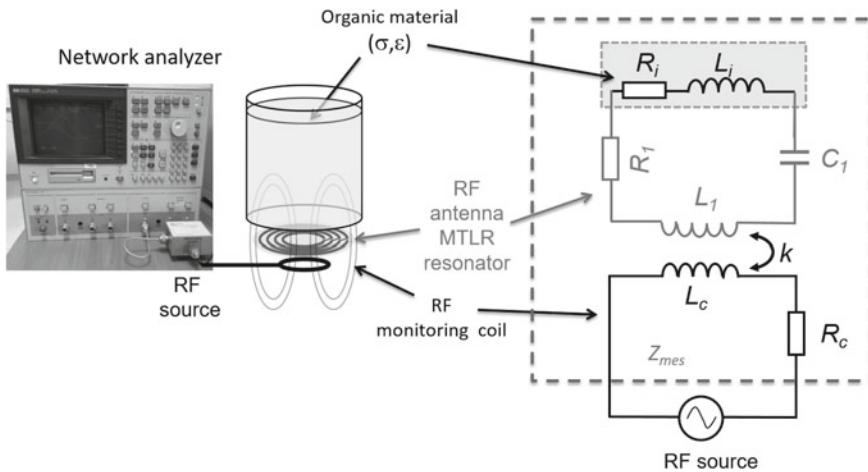 Organic material
(σ,ε)
Network analyzer
R_i
L_i
R_1
C_1
RF
antenna
MTLR
resonator
L_1
k
RF
source
L_c
RF
monitoring coil
R_c
Z_mes
RF source